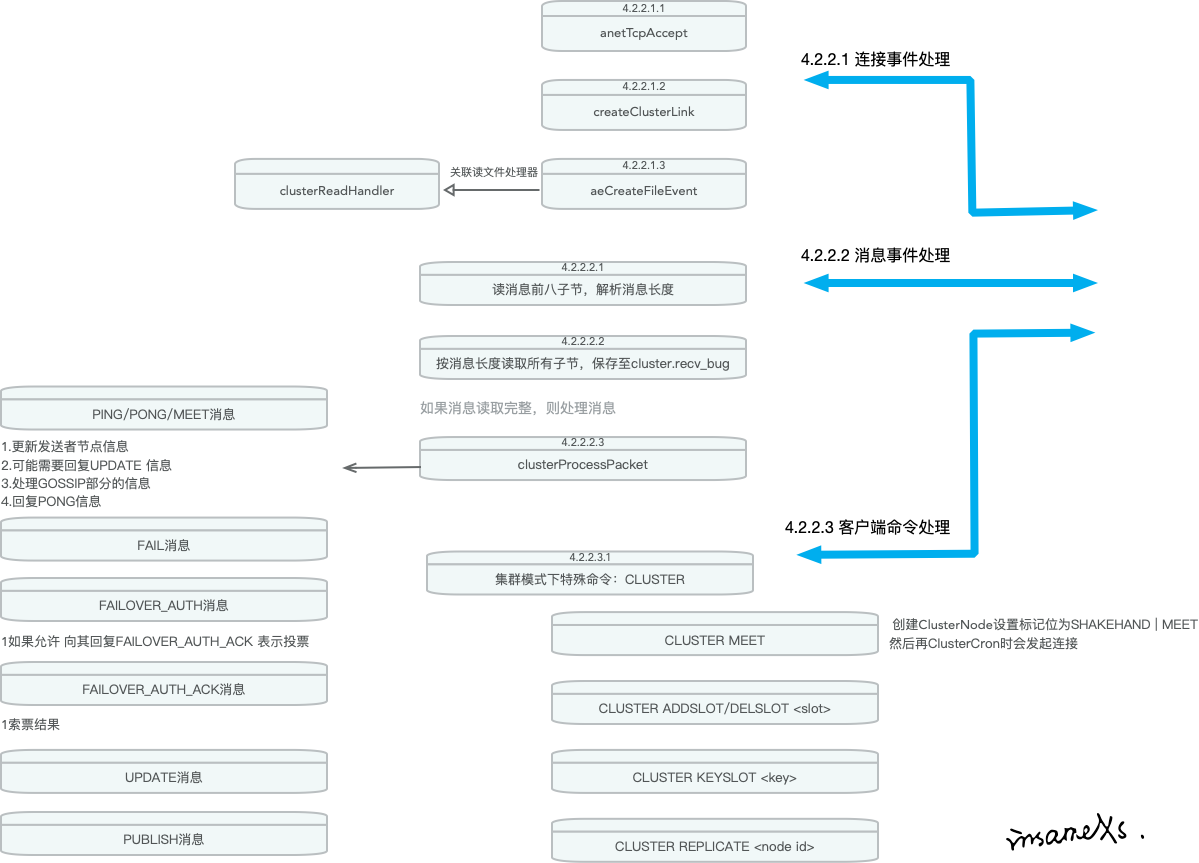 4.2.2.1.1
anetTcpAccept
4.2.2.1 连接事件处理
4.2.2.1.2
createClusterLink
4.2.2.1.3
aeCreateFileEvent
关联读文件处理器
clusterReadHandler
4.2.2.2 消息事件处理
4.2.2.2.1
读消息前八子节，解析消息长度
4.2.2.2.2
按消息长度读取所有子节，保存至cluster.recv_bug
如果消息读取完整，则处理消息
4.2.2.2.3
clusterProcessPacket
PING/PONG/MEET消息
1.更新发送者节点信息
2.可能需要回复UPDATE 信息
3.处理GOSSIP部分的信息
4.回复PONG信息
FAIL消息
FAILOVER_AUTH消息
1如果允许 向其回复FAILOVER_AUTH_ACK 表示投票
FAILOVER_AUTH_ACK消息
1索票结果
UPDATE消息
PUBLISH消息
4.2.2.3 客户端命令处理
4.2.2.3.1
集群模式下特殊命令：CLUSTER
CLUSTER MEET
创建ClusterNode设置标记位为SHAKEHAND | MEET
然后再ClusterCron时会发起连接
CLUSTER ADDSLOT/DELSLOT <slot>
CLUSTER KEYSLOT <key>
CLUSTER REPLICATE <node id>
insaneXs.